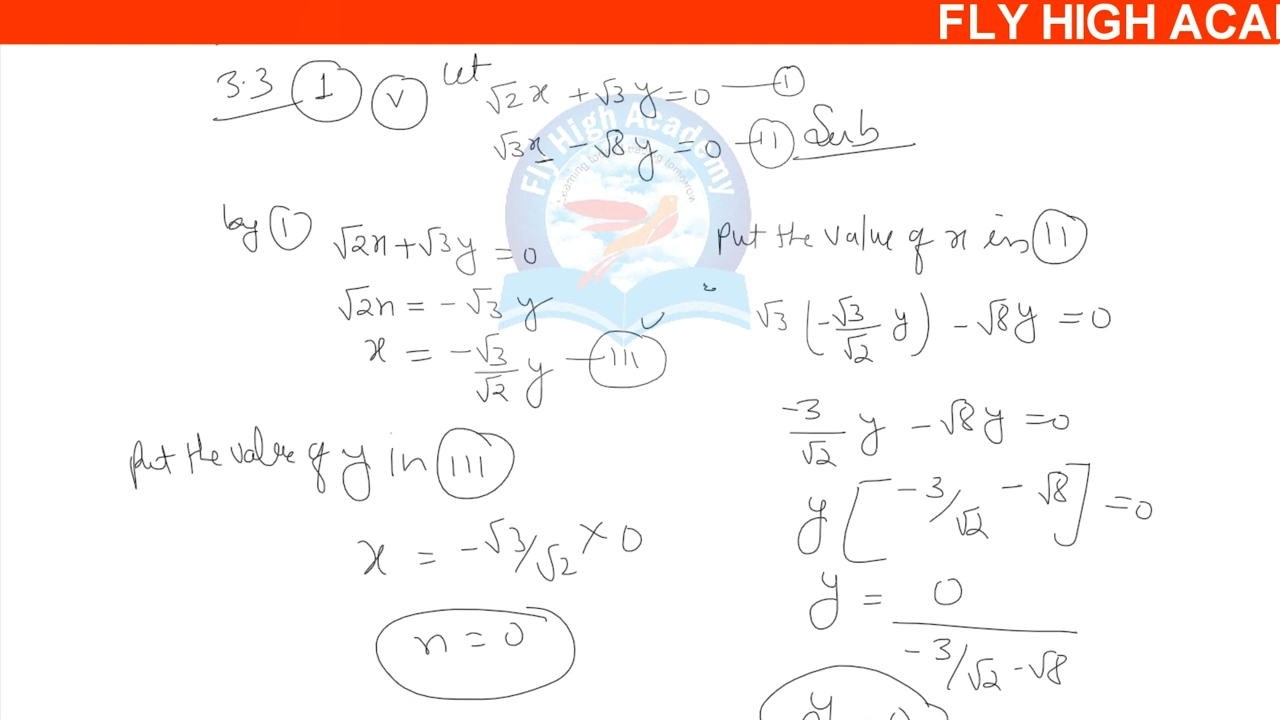 FLY HIGH ACA
3.3 ① Ⓥ Let √2x + √3y = 0 — Ⓘ
√3x - √8y = 0 — (II) Sub
Fly High Academy
by Ⓘ √2x + √3y = 0
√2x = -√3 y
x = -√3/√2 y — (III)
Put the value of y in (III)
x = -√3/√2 × 0
x = 0
Put the value of x in (II)
√3 (-√3/√2 y) - √8y = 0
-3/√2 y - √8y = 0
y [-3/√2 - √8] = 0
y = 0/(-3/√2 - √8)